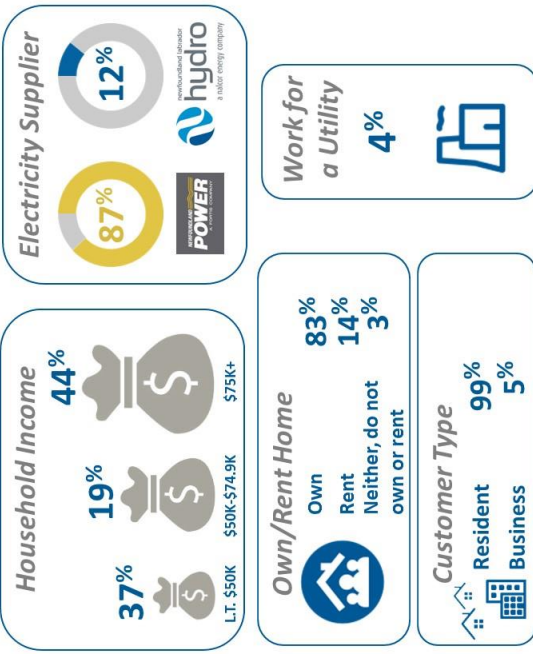 Household Income
37%
19%
44%
L.T. $50K
$50K-$74.9K
$75K+
Electricity Supplier
87%
12%
NEWFOUNDLAND
POWER
A FORTIS COMPANY
newfoundland labrador
hydro
a nalcor energy company
Own/Rent Home
Own 83%
Rent 14%
Neither, do not 3%
own or rent
Work for
a Utility
4%
Customer Type
Resident 99%
Business 5%